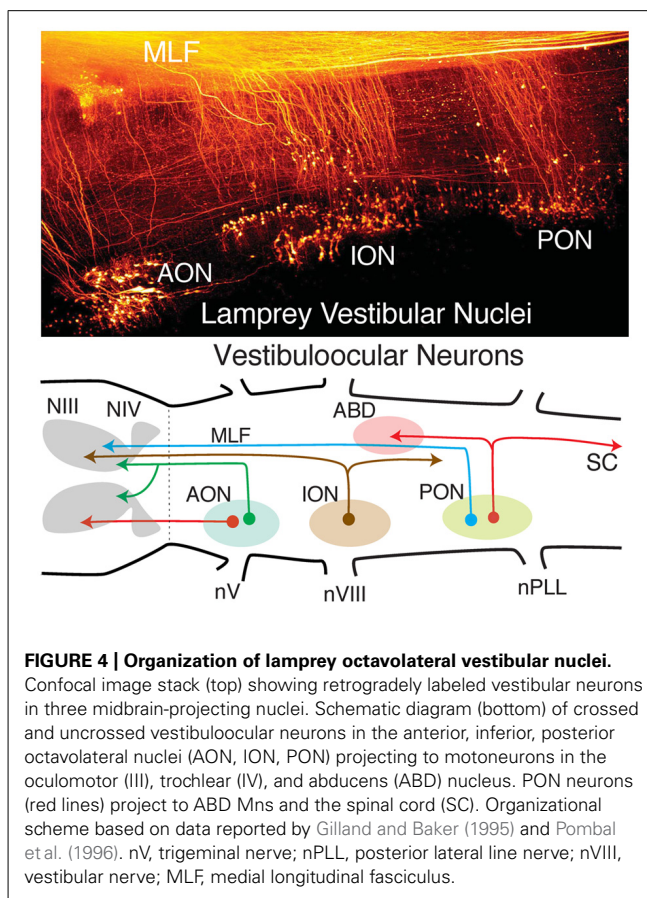 MLF
AON
ION
PON
Lamprey Vestibular Nuclei
Vestibuloocular Neurons
NIII
NIV
MLF
ABD
SC
AON
ION
PON
nV
nVIII
nPLL
FIGURE 4 | Organization of lamprey octavolateral vestibular nuclei.
Confocal image stack (top) showing retrogradely labeled vestibular neurons
in three midbrain-projecting nuclei. Schematic diagram (bottom) of crossed
and uncrossed vestibuloocular neurons in the anterior, inferior, posterior
octavolateral nuclei (AON, ION, PON) projecting to motoneurons in the
oculomotor (III), trochlear (IV), and abducens (ABD) nucleus. PON neurons
(red lines) project to ABD Mns and the spinal cord (SC). Organizational
scheme based on data reported by Gilland and Baker (1995) and Pombal
et al. (1996). nV, trigeminal nerve; nPLL, posterior lateral line nerve; nVIII,
vestibular nerve; MLF, medial longitudinal fasciculus.